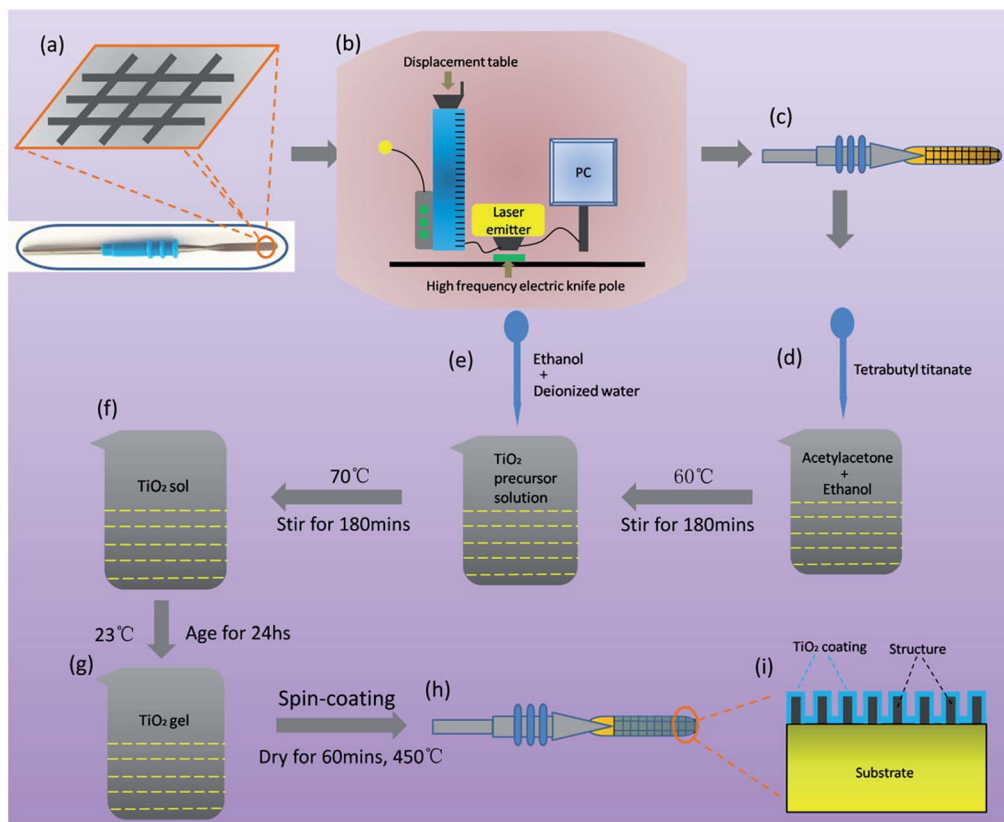 (a)
(b)
Displacement table
PC
Laser
emitter
High frequency electric knife pole
(c)
(d)
Tetrabutyl titanate
Acetylacetone
+
Ethanol
60℃
Stir for 180mins
(e)
Ethanol
+
Deionized water
TiO₂
precursor
solution
70℃
Stir for 180mins
(f)
TiO₂ sol
23℃
Age for 24hs
(g)
TiO₂ gel
Spin-coating
Dry for 60mins, 450℃
(h)
(i)
TiO₂ coating
Structure
Substrate